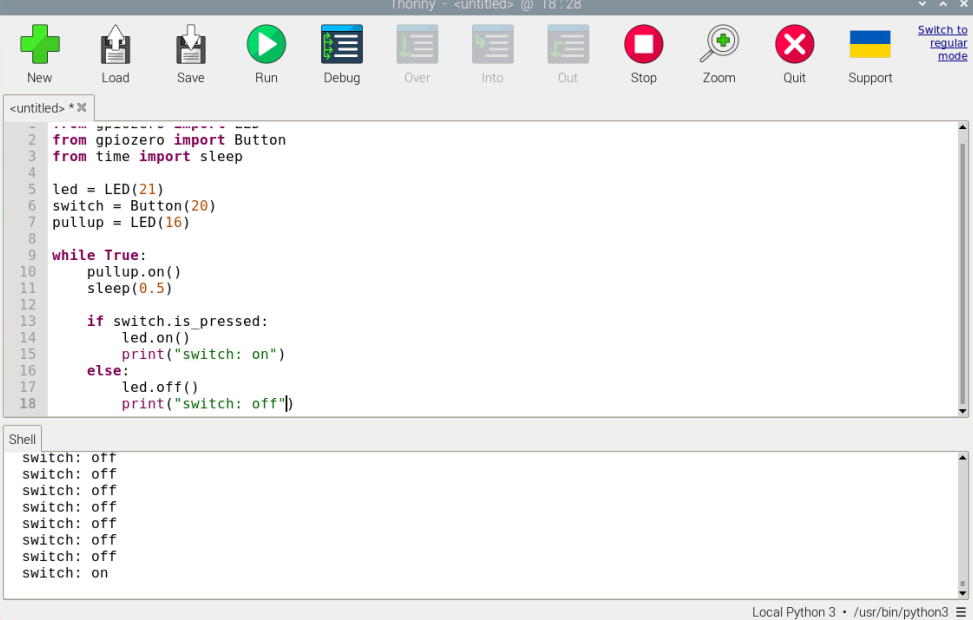 Thonny - <untitled> @ 18:28
New
Load
Save
Run
Debug
Over
Into
Out
Stop
Zoom
Quit
Support
Switch to
regular
mode
<untitled> *
1 from gpiozero import LED
2 from gpiozero import Button
3 from time import sleep
4
5 led = LED(21)
6 switch = Button(20)
7 pullup = LED(16)
8
9 while True:
10     pullup.on()
11     sleep(0.5)
12
13     if switch.is_pressed:
14         led.on()
15         print("switch: on")
16     else:
17         led.off()
18         print("switch: off")
Shell
switch: off
switch: off
switch: off
switch: off
switch: off
switch: off
switch: off
switch: on
Local Python 3 • /usr/bin/python3